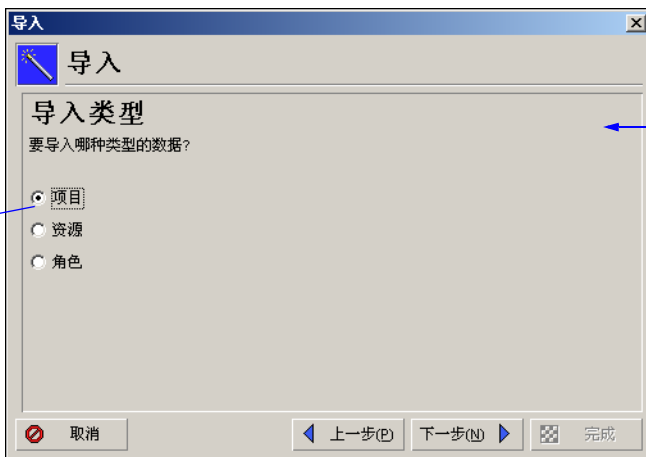 导入
导入
导入类型
要导入哪种类型的数据?
项目
资源
角色
取消 上一步(P) 下一步(N) 完成